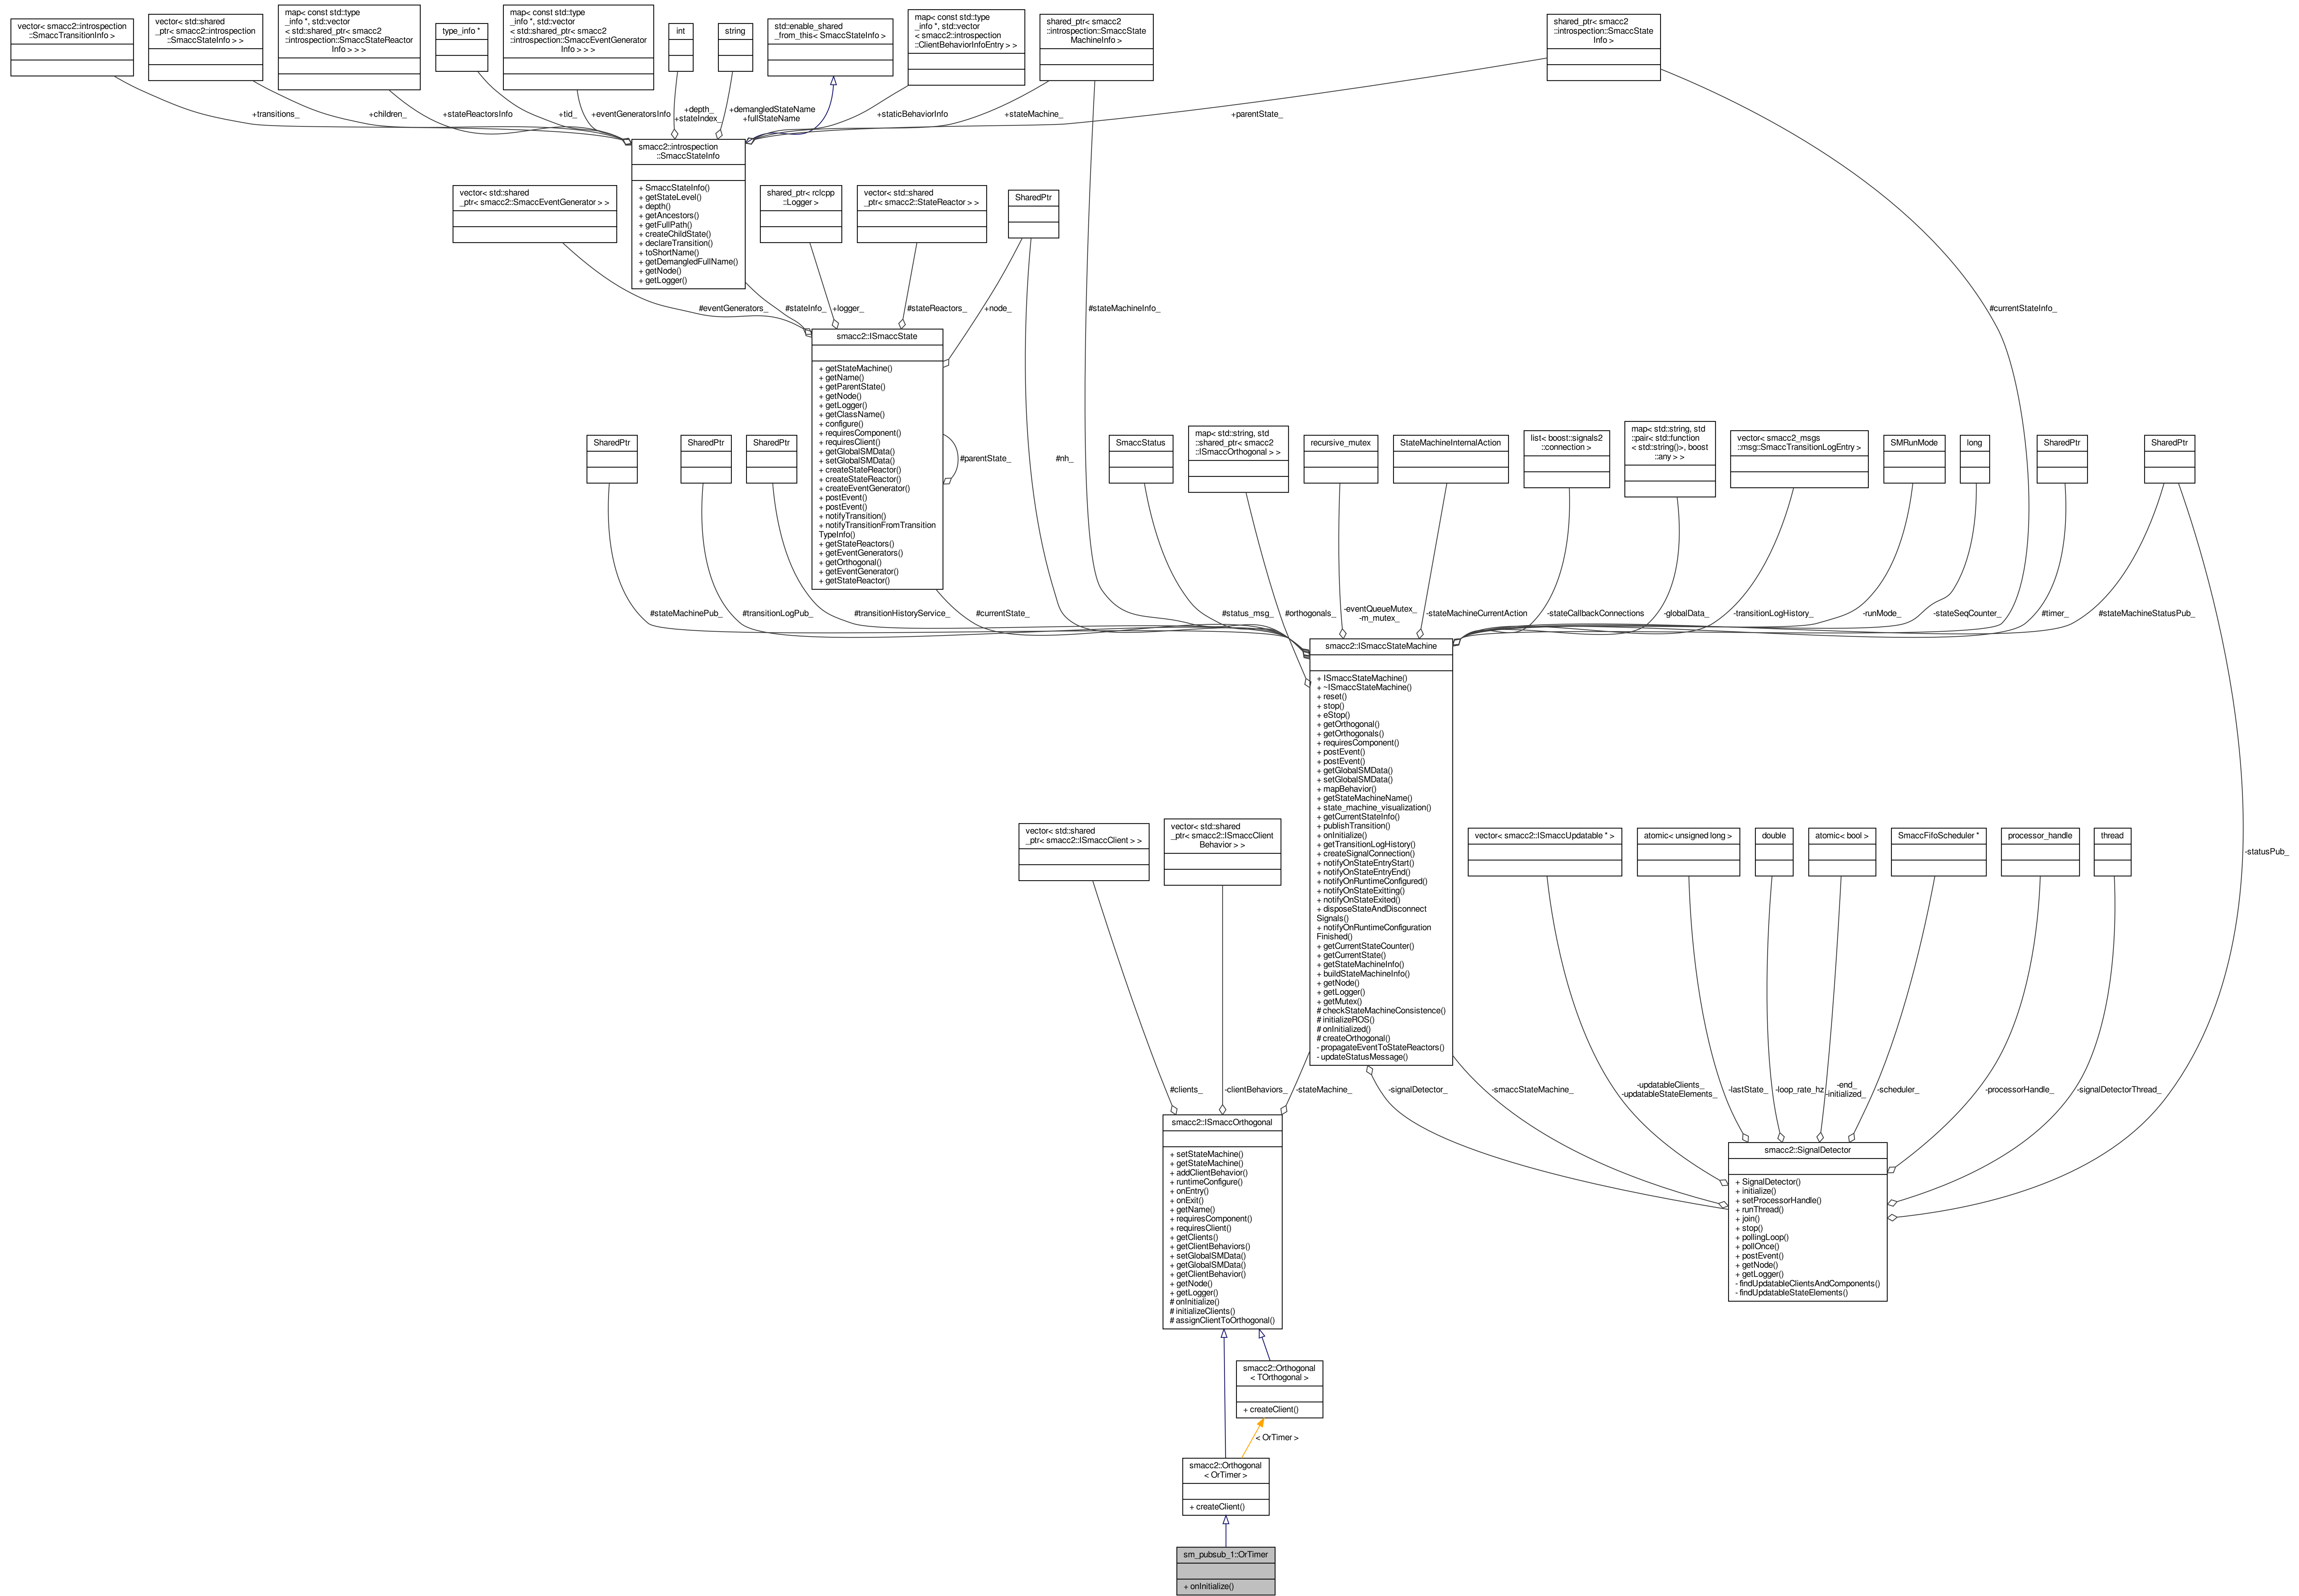 vector< smacc2::introspection
::SmaccTransitionInfo >
vector< std::shared
_ptr< smacc2::introspection
::SmaccStateInfo > >
map< const std::type
_info *, std::vector
< std::shared_ptr< smacc2
::introspection::SmaccStateReactor
Info > > >
type_info *
map< const std::type
_info *, std::vector
< std::shared_ptr< smacc2
::introspection::SmaccEventGenerator
Info > > >
int
string
std::enable_shared
_from_this< SmaccStateInfo >
map< const std::type
_info *, std::vector
< smacc2::introspection
::ClientBehaviorInfoEntry > >
shared_ptr< smacc2
::introspection::SmaccState
MachineInfo >
shared_ptr< smacc2
::introspection::SmaccState
Info >
+transitions_
+children_
+stateReactorsInfo
+tid_
+eventGeneratorsInfo
+depth_
+stateIndex_
+demangledStateName
+fullStateName
+staticBehaviorInfo
+stateMachine_
+parentState_
smacc2::introspection
::SmaccStateInfo
+ SmaccStateInfo()
+ getStateLevel()
+ depth()
+ getAncestors()
+ getFullPath()
+ createChildState()
+ declareTransition()
+ toShortName()
+ getDemangledFullName()
+ getNode()
+ getLogger()
vector< std::shared
_ptr< smacc2::SmaccEventGenerator > >
shared_ptr< rclcpp
::Logger >
vector< std::shared
_ptr< smacc2::StateReactor > >
SharedPtr
#eventGenerators_
#stateInfo_
+logger_
#stateReactors_
+node_
#stateMachineInfo_
#currentStateInfo_
smacc2::ISmaccState
+ getStateMachine()
+ getName()
+ getParentState()
+ getNode()
+ getLogger()
+ getClassName()
+ configure()
+ requiresComponent()
+ requiresClient()
+ getGlobalSMData()
+ setGlobalSMData()
+ createStateReactor()
+ createStateReactor()
+ createEventGenerator()
+ postEvent()
+ postEvent()
+ notifyTransition()
+ notifyTransitionFromTransition
TypeInfo()
+ getStateReactors()
+ getEventGenerators()
+ getOrthogonal()
+ getEventGenerator()
+ getStateReactor()
#parentState_
#nh_
SharedPtr
SharedPtr
SharedPtr
SmaccStatus
map< std::string, std
::shared_ptr< smacc2
::ISmaccOrthogonal > >
recursive_mutex
StateMachineInternalAction
list< boost::signals2
::connection >
map< std::string, std
::pair< std::function
< std::string()>, boost
::any > >
vector< smacc2_msgs
::msg::SmaccTransitionLogEntry >
SMRunMode
long
SharedPtr
SharedPtr
#stateMachinePub_
#transitionLogPub_
#transitionHistoryService_
#currentState_
#status_msg_
#orthogonals_
-eventQueueMutex_
-m_mutex_
-stateMachineCurrentAction
-stateCallbackConnections
-globalData_
-transitionLogHistory_
-runMode_
-stateSeqCounter_
#timer_
#stateMachineStatusPub_
smacc2::ISmaccStateMachine
+ ISmaccStateMachine()
+ ~ISmaccStateMachine()
+ reset()
+ stop()
+ eStop()
+ getOrthogonal()
+ getOrthogonals()
+ requiresComponent()
+ postEvent()
+ postEvent()
+ getGlobalSMData()
+ setGlobalSMData()
+ mapBehavior()
+ getStateMachineName()
+ state_machine_visualization()
+ getCurrentStateInfo()
+ publishTransition()
+ onInitialize()
+ getTransitionLogHistory()
+ createSignalConnection()
+ notifyOnStateEntryStart()
+ notifyOnStateEntryEnd()
+ notifyOnRuntimeConfigured()
+ notifyOnStateExitting()
+ notifyOnStateExited()
+ disposeStateAndDisconnect
Signals()
+ notifyOnRuntimeConfiguration
Finished()
+ getCurrentStateCounter()
+ getCurrentState()
+ getStateMachineInfo()
+ buildStateMachineInfo()
+ getNode()
+ getLogger()
+ getMutex()
# checkStateMachineConsistence()
# initializeROS()
# onInitialized()
# createOrthogonal()
- propagateEventToStateReactors()
- updateStatusMessage()
vector< std::shared
_ptr< smacc2::ISmaccClient > >
vector< std::shared
_ptr< smacc2::ISmaccClient
Behavior > >
vector< smacc2::ISmaccUpdatable * >
atomic< unsigned long >
double
atomic< bool >
SmaccFifoScheduler *
processor_handle
thread
-statusPub_
#clients_
-clientBehaviors_
-stateMachine_
-signalDetector_
-smaccStateMachine_
-updatableClients_
-updatableStateElements_
-lastState_
-loop_rate_hz
-end_
-initialized_
-scheduler_
-processorHandle_
-signalDetectorThread_
smacc2::ISmaccOrthogonal
+ setStateMachine()
+ getStateMachine()
+ addClientBehavior()
+ runtimeConfigure()
+ onEntry()
+ onExit()
+ getName()
+ requiresComponent()
+ requiresClient()
+ getClients()
+ getClientBehaviors()
+ setGlobalSMData()
+ getGlobalSMData()
+ getClientBehavior()
+ getNode()
+ getLogger()
# onInitialize()
# initializeClients()
# assignClientToOrthogonal()
smacc2::SignalDetector
+ SignalDetector()
+ initialize()
+ setProcessorHandle()
+ runThread()
+ join()
+ stop()
+ pollingLoop()
+ pollOnce()
+ postEvent()
+ getNode()
+ getLogger()
- findUpdatableClientsAndComponents()
- findUpdatableStateElements()
smacc2::Orthogonal
< TOrthogonal >
+ createClient()
< OrTimer >
smacc2::Orthogonal
< OrTimer >
+ createClient()
sm_pubsub_1::OrTimer
+ onInitialize()